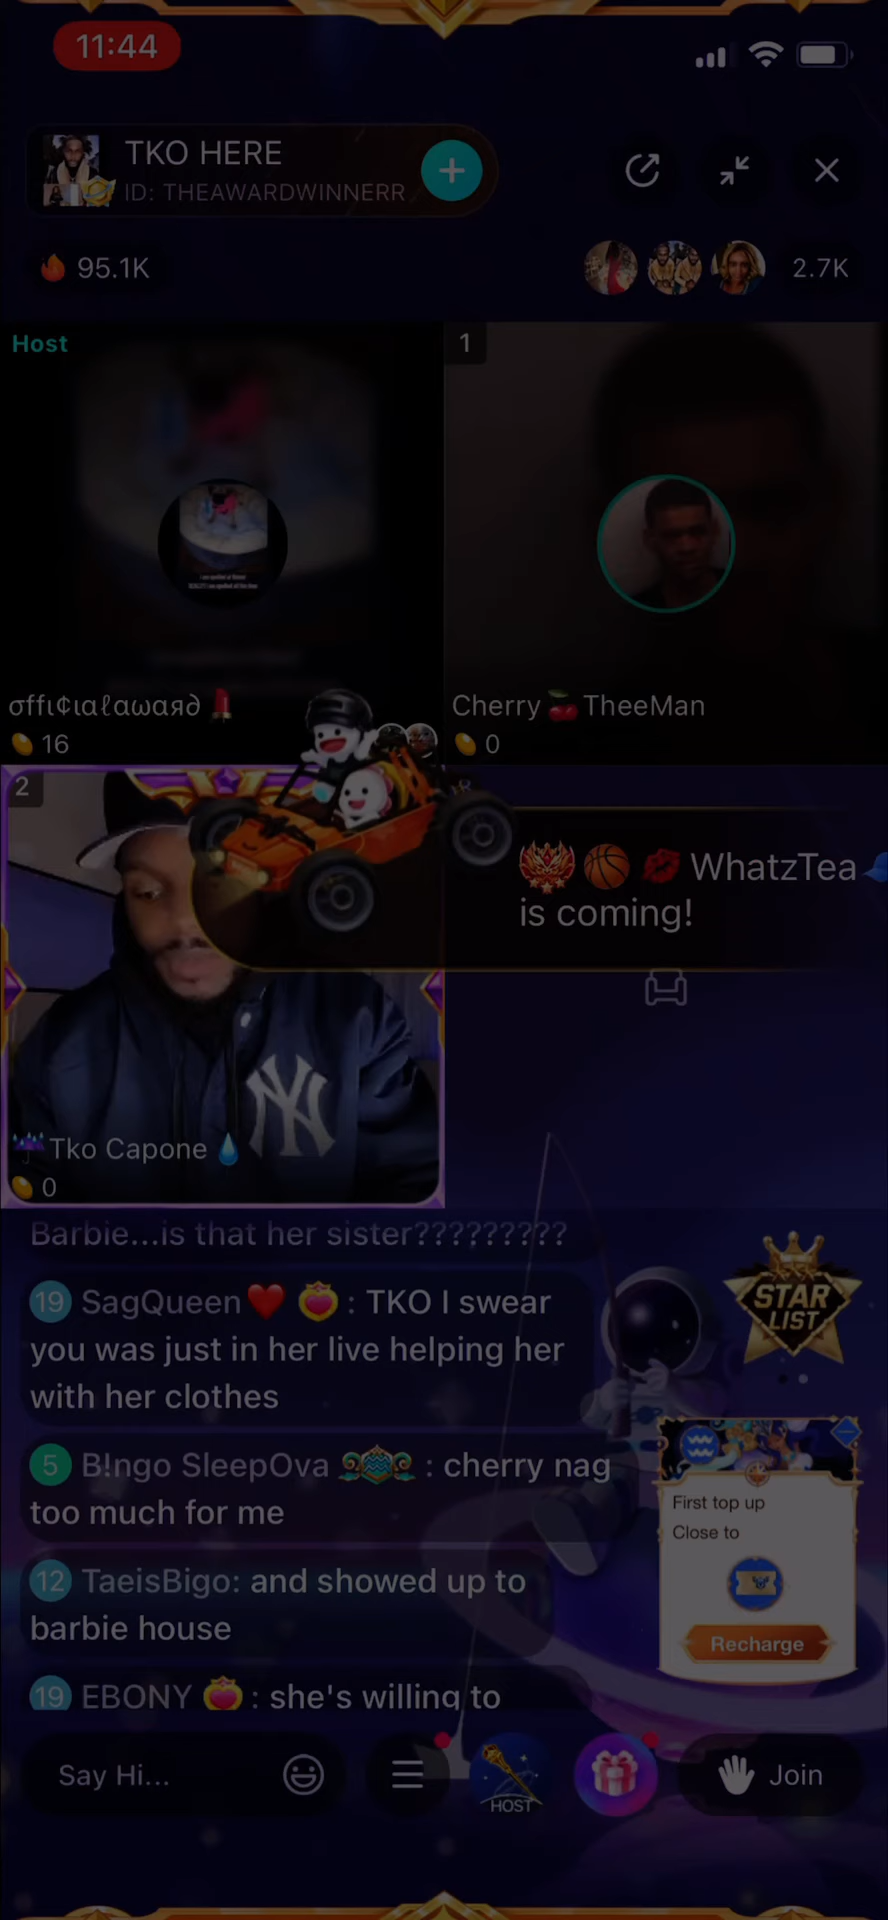 11:44
TKO HERE
ID: THEAWARDWINNERR
95.1K
2.7K
Host
1
σffι¢ιαℓαωαя∂ 💄
16
Cherry🍒TheeMan
0
2
🏀 💋 WhatzTea🧢
is coming!
☔Tko Capone 💧
NY
0
Barbie...is that her sister?????????
19 SagQueen❤️ : TKO I swear
you was just in her live helping her
with her clothes
STAR
LIST
5 B!ngo SleepOva : cherry nag
too much for me
First top up
Close to
12 TaeisBigo: and showed up to
barbie house
Recharge
19 EBONY : she's willing to
Say Hi...
HOST
Join